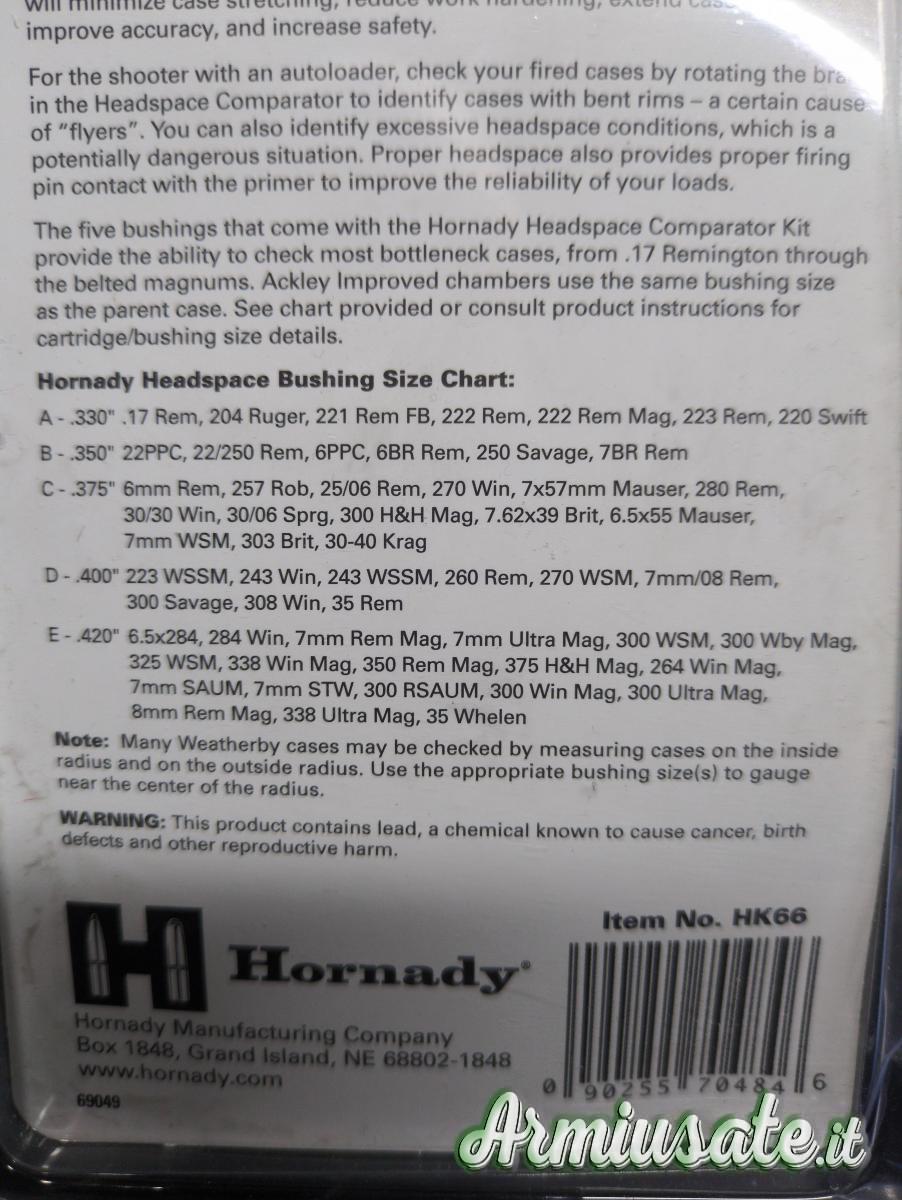 will minimize case stretching, reduce work hardening, extend case
improve accuracy, and increase safety.
For the shooter with an autoloader, check your fired cases by rotating the
in the Headspace Comparator to identify cases with bent rims – a certain cause
of "flyers". You can also identify excessive headspace conditions, which is a
potentially dangerous situation. Proper headspace also provides proper firing
pin contact with the primer to improve the reliability of your loads.
The five bushings that come with the Hornady Headspace Comparator Kit
provide the ability to check most bottleneck cases, from .17 Remington through
the belted magnums. Ackley Improved chambers use the same bushing size
as the parent case. See chart provided or consult product instructions for
cartridge/bushing size details.
Hornady Headspace Bushing Size Chart:
A - .330" .17 Rem, 204 Ruger, 221 Rem FB, 222 Rem, 222 Rem Mag, 223 Rem, 220 Swift
B - .350" 22PPC, 22/250 Rem, 6PPC, 6BR Rem, 250 Savage, 7BR Rem
C - .375" 6mm Rem, 257 Rob, 25/06 Rem, 270 Win, 7x57mm Mauser, 280 Rem,
30/30 Win, 30/06 Sprg, 300 H&H Mag, 7.62x39 Brit, 6.5x55 Mauser,
7mm WSM, 303 Brit, 30-40 Krag
D - .400" 223 WSSM, 243 Win, 243 WSSM, 260 Rem, 270 WSM, 7mm/08 Rem,
300 Savage, 308 Win, 35 Rem
E - .420" 6.5x284, 284 Win, 7mm Rem Mag, 7mm Ultra Mag, 300 WSM, 300 Wby Mag,
325 WSM, 338 Win Mag, 350 Rem Mag, 375 H&H Mag, 264 Win Mag,
7mm SAUM, 7mm STW, 300 RSAUM, 300 Win Mag, 300 Ultra Mag,
8mm Rem Mag, 338 Ultra Mag, 35 Whelen
Note: Many Weatherby cases may be checked by measuring cases on the inside
radius and on the outside radius. Use the appropriate bushing size(s) to gauge
near the center of the radius.
WARNING: This product contains lead, a chemical known to cause cancer, birth
defects and other reproductive harm.
Item No. HK66
H Hornady®
Hornady Manufacturing Company
Box 1848, Grand Island, NE 68802-1848
www.hornady.com
69049
0 90255 70484 6
Armiusate.it